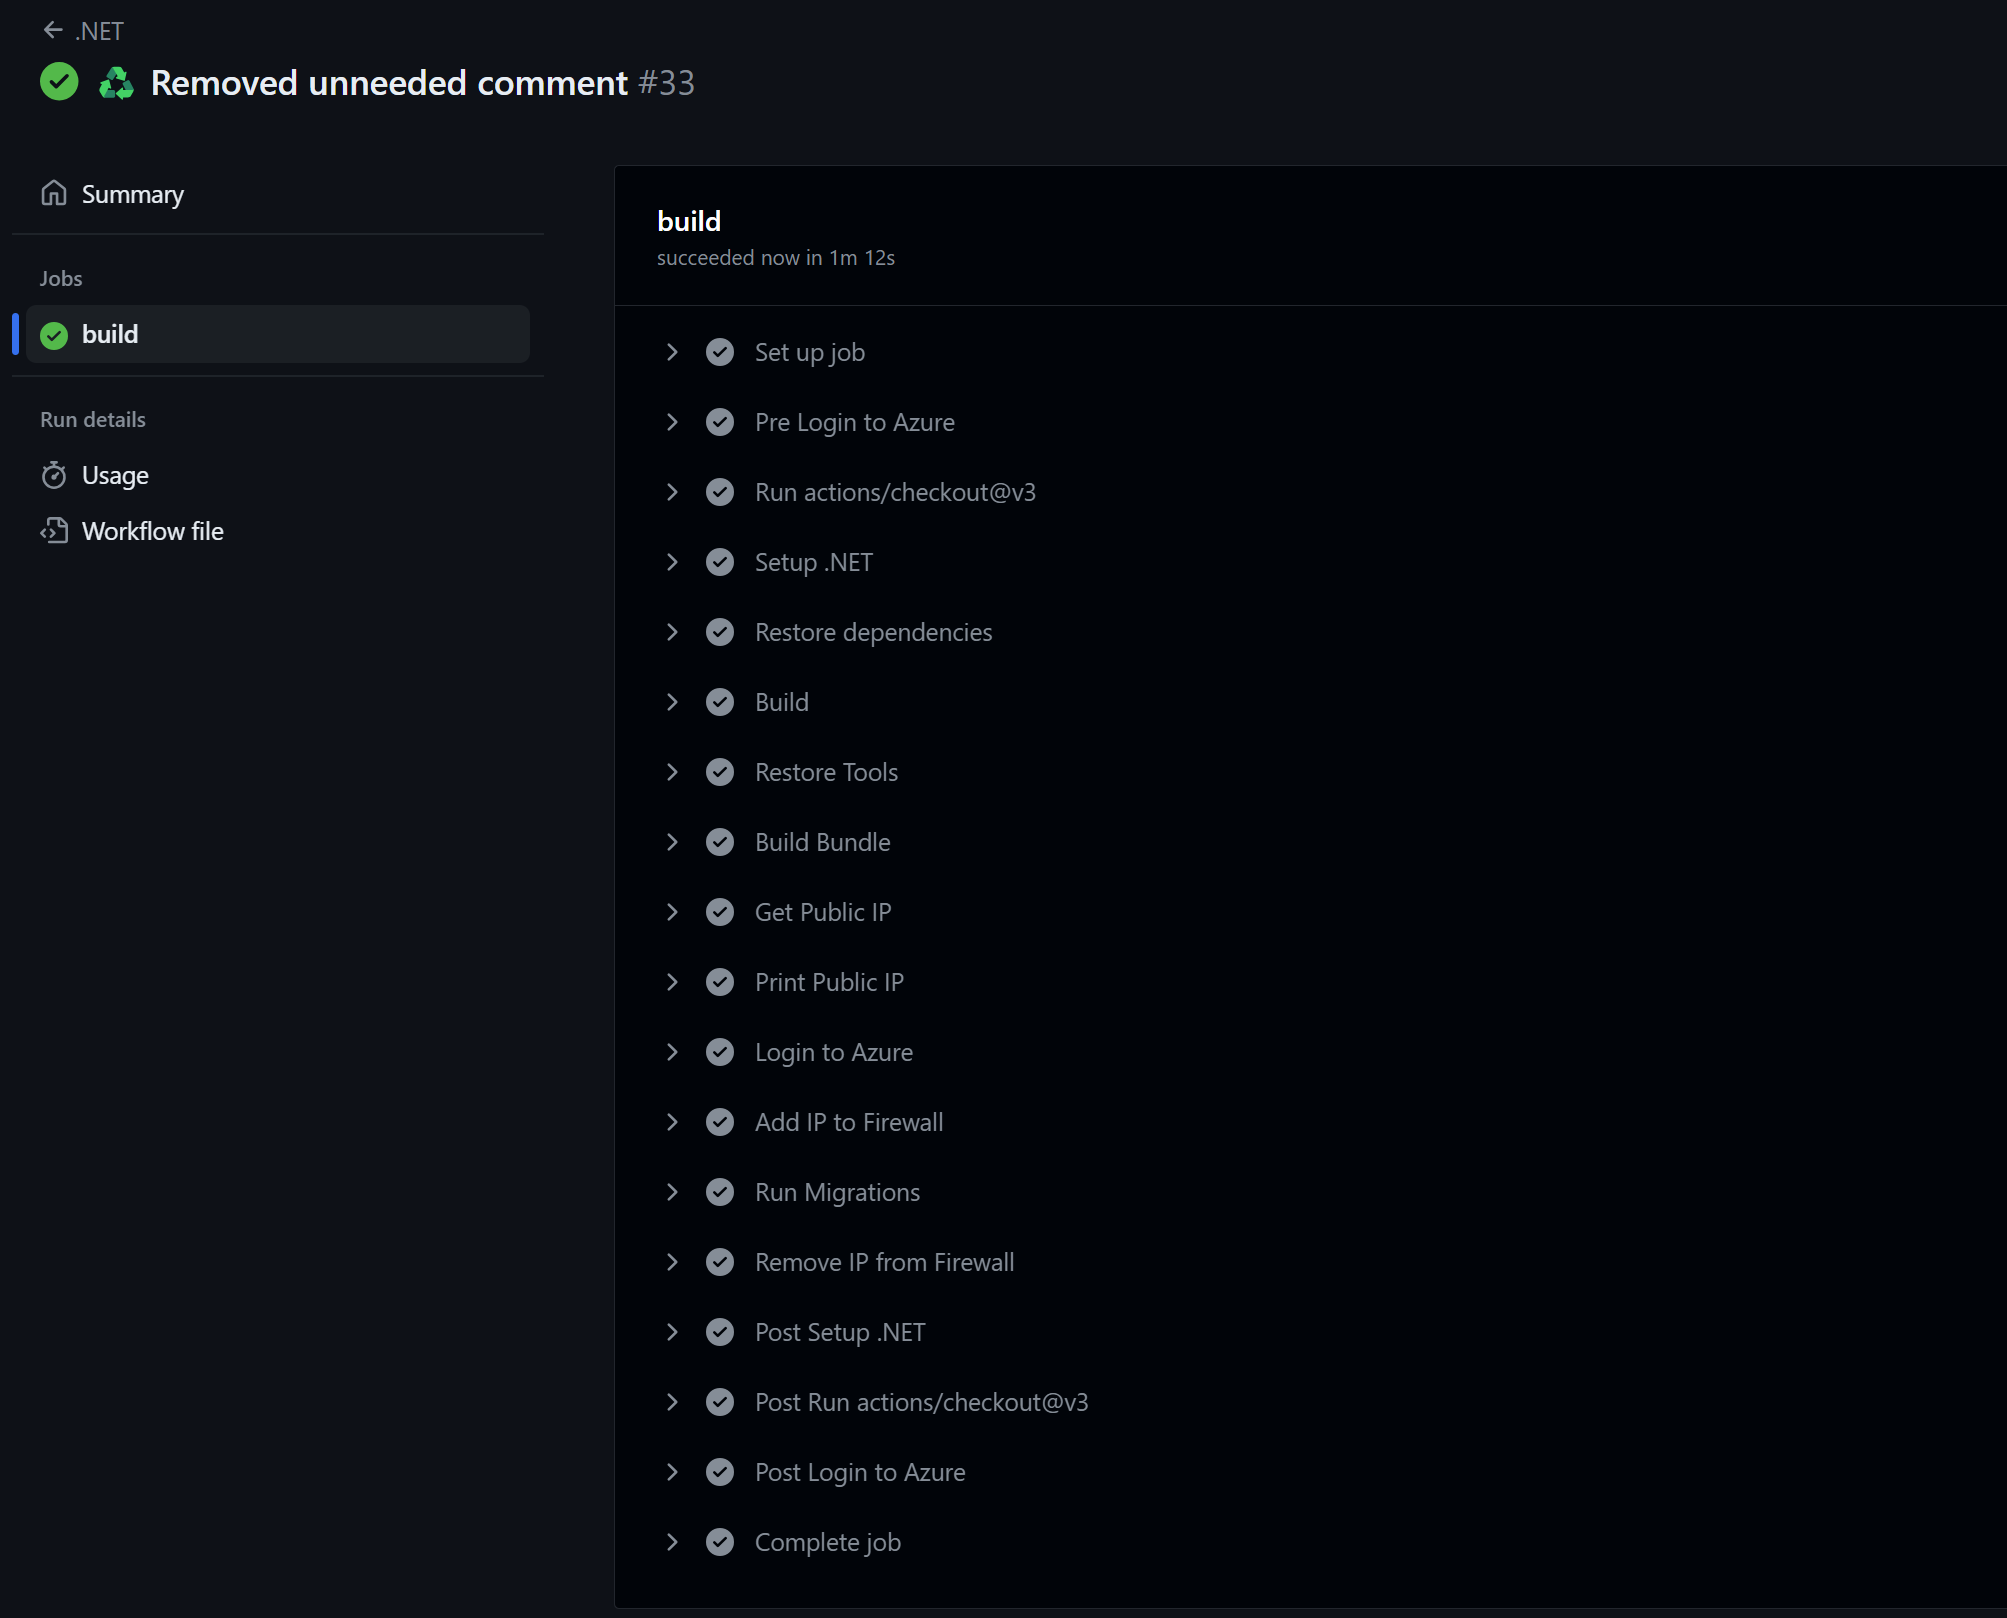 .NET
Removed unneeded comment #33
Summary
Jobs
build
Run details
Usage
Workflow file
build
succeeded now in 1m 12s
Set up job
Pre Login to Azure
Run actions/checkout@v3
Setup .NET
Restore dependencies
Build
Restore Tools
Build Bundle
Get Public IP
Print Public IP
Login to Azure
Add IP to Firewall
Run Migrations
Remove IP from Firewall
Post Setup .NET
Post Run actions/checkout@v3
Post Login to Azure
Complete job